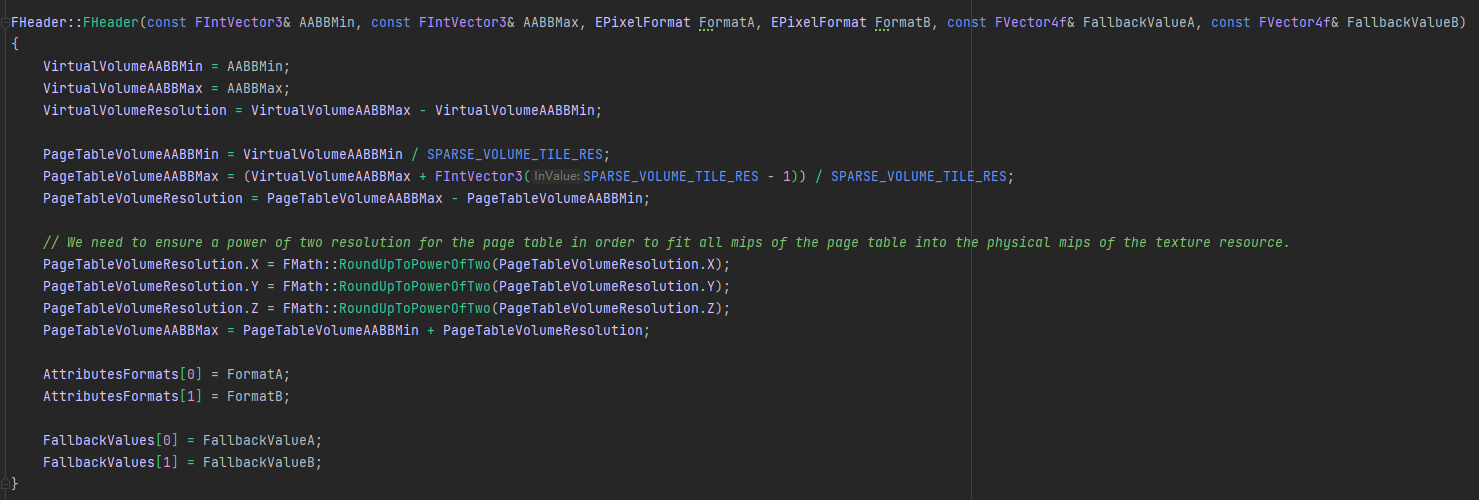 FHeader::FHeader(const FIntVector3& AABBMin, const FIntVector3& AABBMax, EPixelFormat FormatA, EPixelFormat FormatB, const FVector4f& FallbackValueA, const FVector4f& FallbackValueB)
{
    VirtualVolumeAABBMin = AABBMin;
    VirtualVolumeAABBMax = AABBMax;
    VirtualVolumeResolution = VirtualVolumeAABBMax - VirtualVolumeAABBMin;

    PageTableVolumeAABBMin = VirtualVolumeAABBMin / SPARSE_VOLUME_TILE_RES;
    PageTableVolumeAABBMax = (VirtualVolumeAABBMax + FIntVector3(InValue:SPARSE_VOLUME_TILE_RES - 1)) / SPARSE_VOLUME_TILE_RES;
    PageTableVolumeResolution = PageTableVolumeAABBMax - PageTableVolumeAABBMin;

    // We need to ensure a power of two resolution for the page table in order to fit all mips of the page table into the physical mips of the texture resource.
    PageTableVolumeResolution.X = FMath::RoundUpToPowerOfTwo(PageTableVolumeResolution.X);
    PageTableVolumeResolution.Y = FMath::RoundUpToPowerOfTwo(PageTableVolumeResolution.Y);
    PageTableVolumeResolution.Z = FMath::RoundUpToPowerOfTwo(PageTableVolumeResolution.Z);
    PageTableVolumeAABBMax = PageTableVolumeAABBMin + PageTableVolumeResolution;

    AttributesFormats[0] = FormatA;
    AttributesFormats[1] = FormatB;

    FallbackValues[0] = FallbackValueA;
    FallbackValues[1] = FallbackValueB;
}